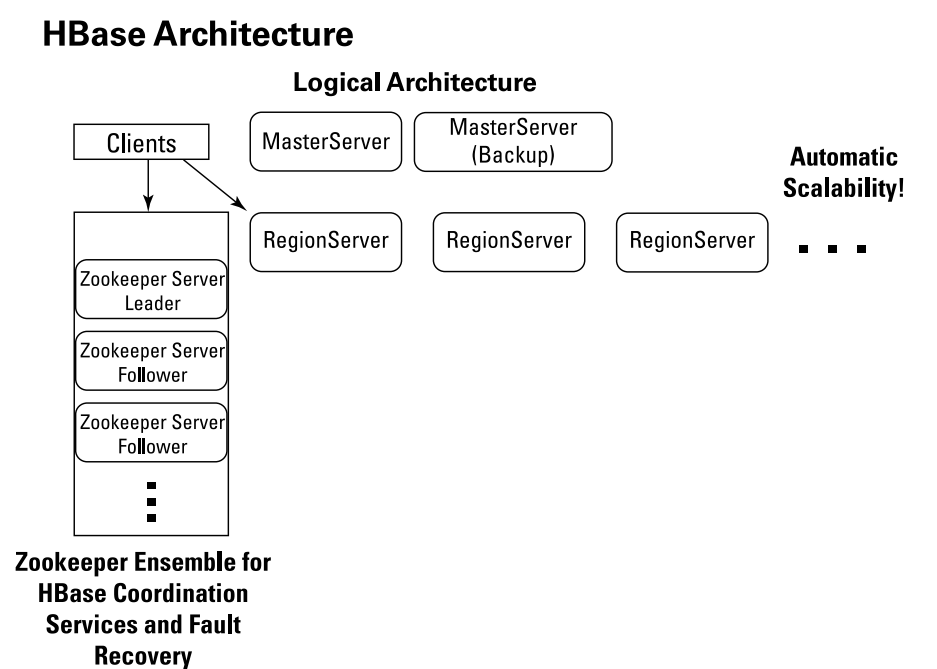 HBase Architecture
Logical Architecture
Clients
MasterServer
MasterServer
(Backup)
Automatic
Scalability!
RegionServer
RegionServer
RegionServer
Zookeeper Server
Leader
Zookeeper Server
Follower
Zookeeper Server
Follower
Zookeeper Ensemble for
HBase Coordination
Services and Fault
Recovery